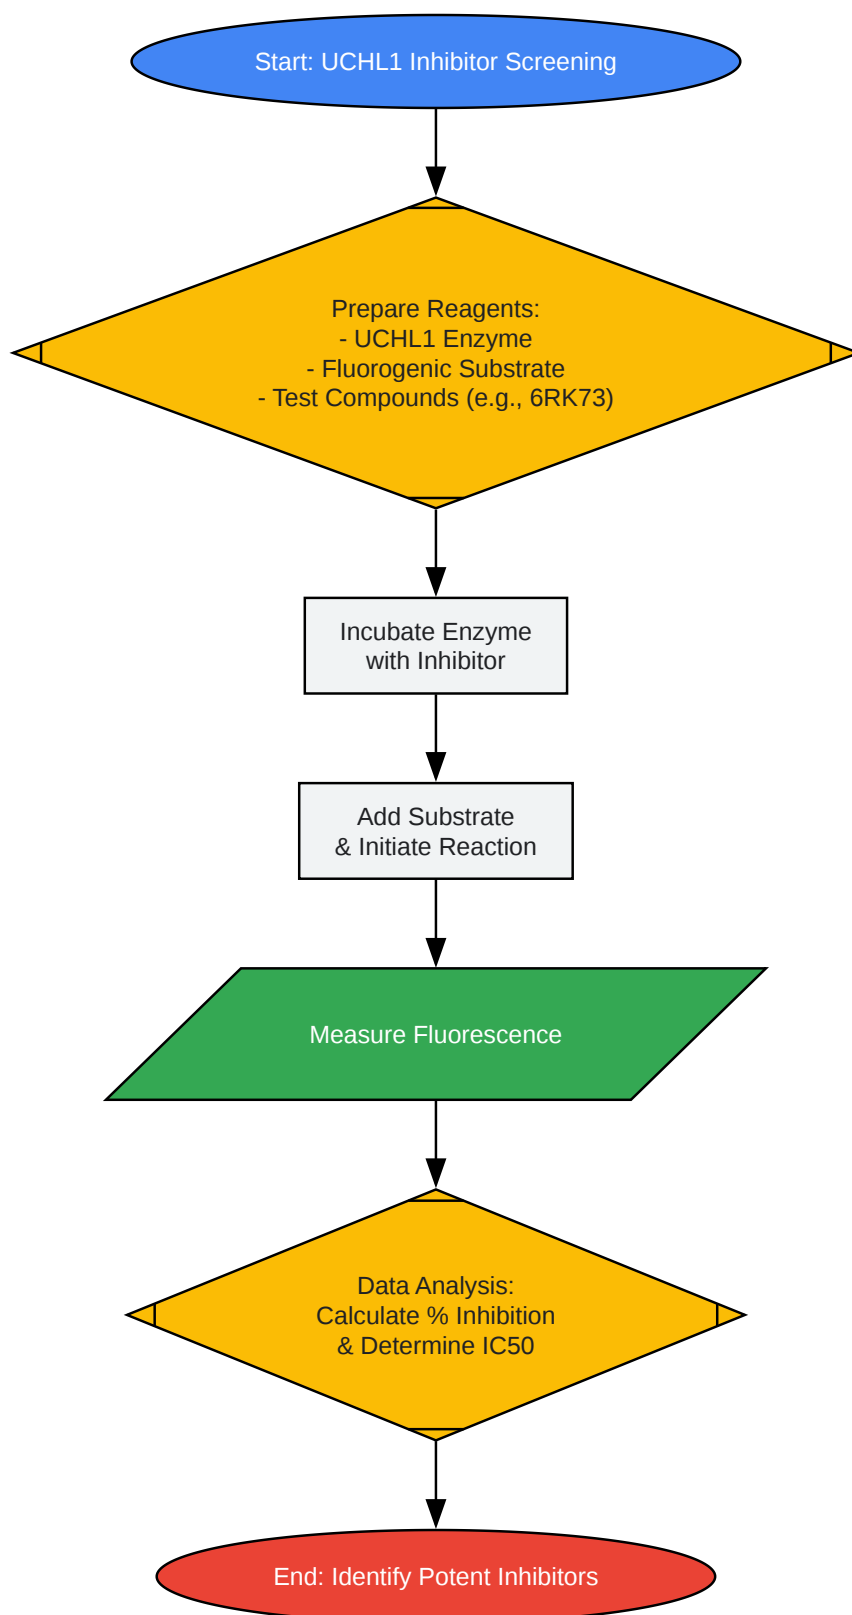 Start: UCHL1 Inhibitor Screening
Prepare Reagents:
- UCHL1 Enzyme
- Fluorogenic Substrate
- Test Compounds (e.g., 6RK73)
Incubate Enzyme
with Inhibitor
Add Substrate
& Initiate Reaction
Measure Fluorescence
Data Analysis:
Calculate % Inhibition
& Determine IC50
End: Identify Potent Inhibitors